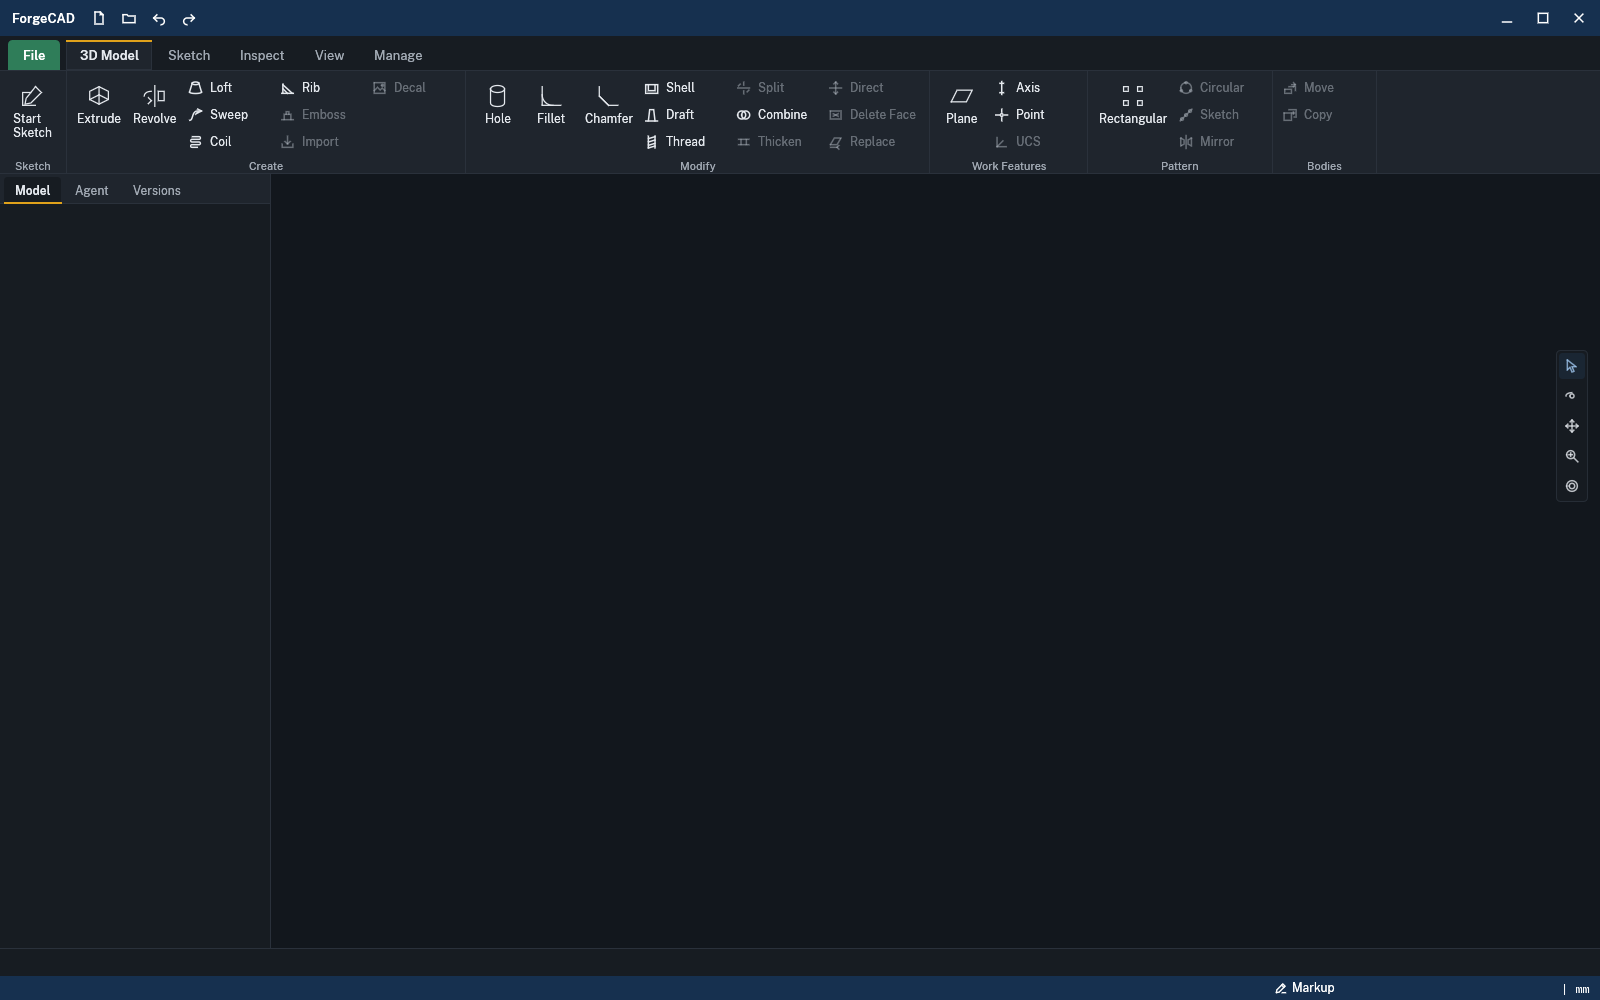 ForgeCAD
File 3D Model Sketch Inspect View Manage
Start Sketch
Extrude Revolve Loft Rib Decal
Sweep Emboss
Coil Import
Hole Fillet Chamfer Shell Split Direct
Draft Combine Delete Face
Thread Thicken Replace
Plane Axis
Point
UCS
Rectangular Circular
Sketch
Mirror
Move
Copy
Sketch Create Modify Work Features Pattern Bodies
Model Agent Versions
Markup | mm